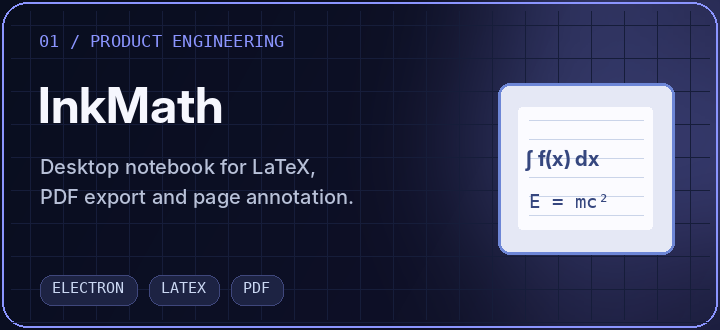 01 / PRODUCT ENGINEERING
InkMath
Desktop notebook for LaTeX,
PDF export and page annotation.
∫ f(x) dx
E = mc²
ELECTRON
LATEX
PDF